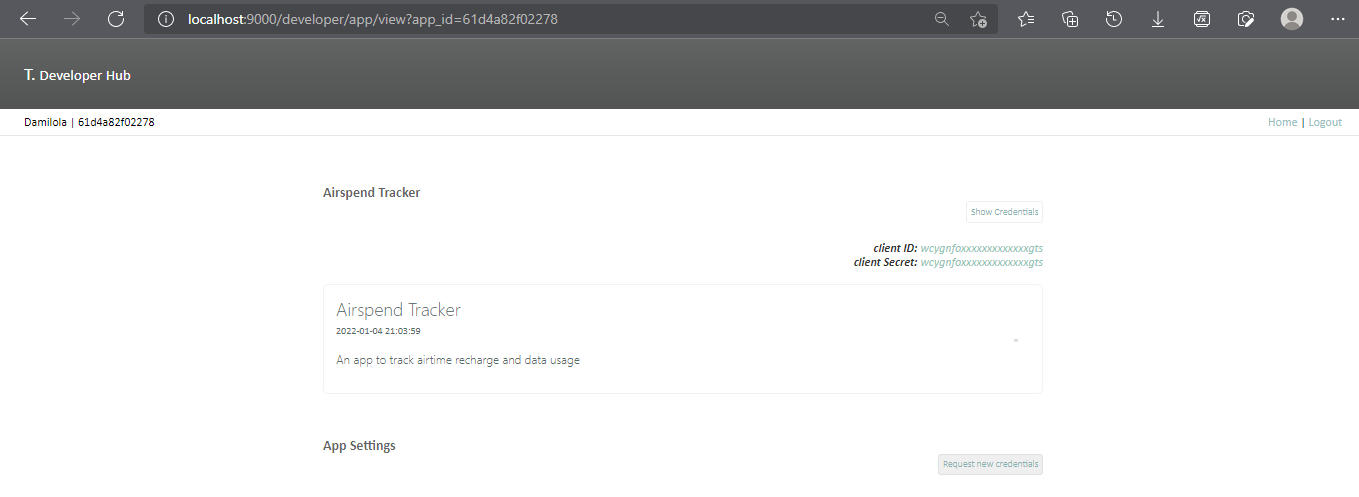 localhost:9000/developer/app/view?app_id=61d4a82f02278
T. Developer Hub
Damilola | 61d4a82f02278
Home | Logout
Airspend Tracker
Show Credentials
client ID: wcygnfoxxxxxxxxxxxxxgts
client Secret: wcygnfoxxxxxxxxxxxxxgts
Airspend Tracker
2022-01-04 21:03:59
An app to track airtime recharge and data usage
App Settings
Request new credentials